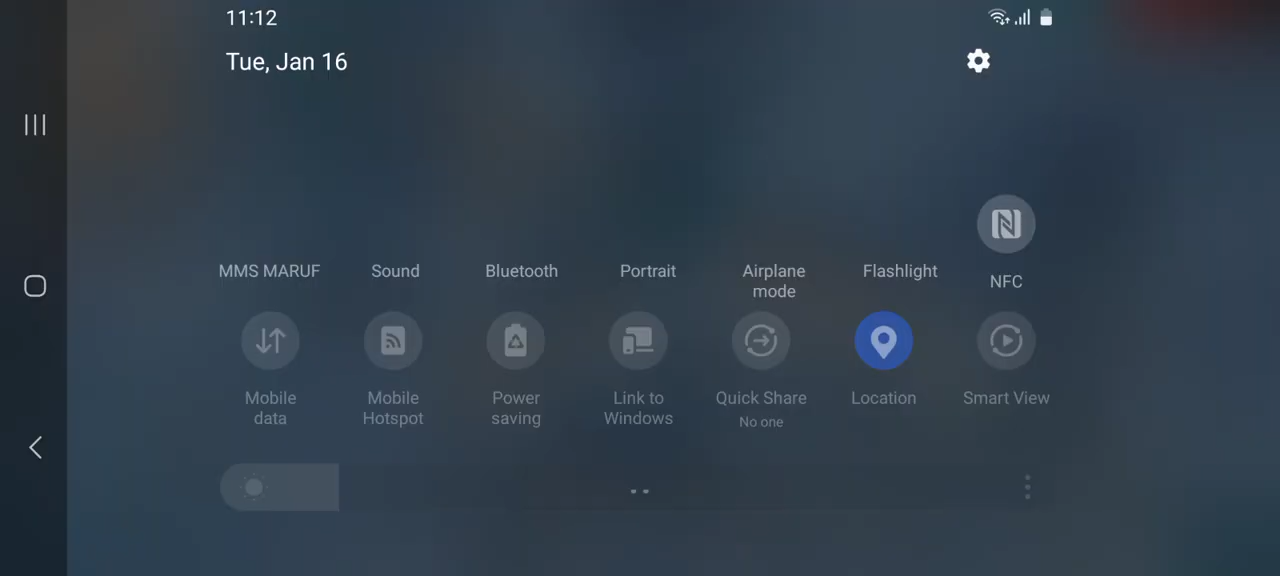 11:12
Tue, Jan 16
MMS MARUF
Sound
Bluetooth
Portrait
Airplane
mode
Flashlight
NFC
Mobile
data
Mobile
Hotspot
Power
saving
Link to
Windows
Quick Share
No one
Location
Smart View